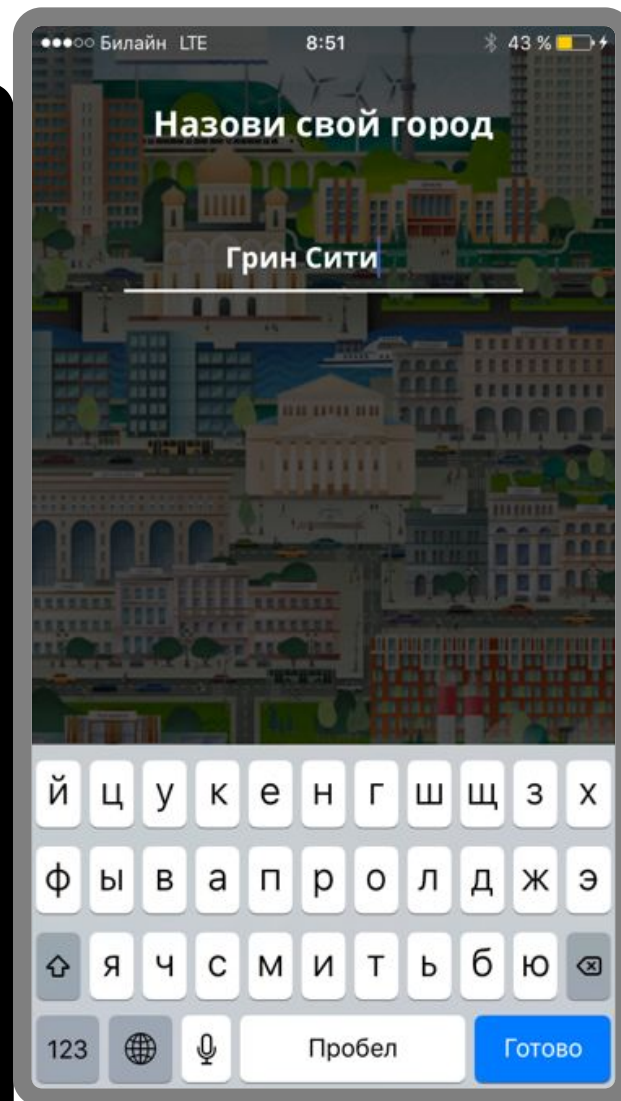 Билайн LTE 8:51 43 %
Назови свой город
Грин Сити
й ц у к е н г ш щ з х
ф ы в а п р о л д ж э
я ч с м и т ь б ю
123 Пробел Готово